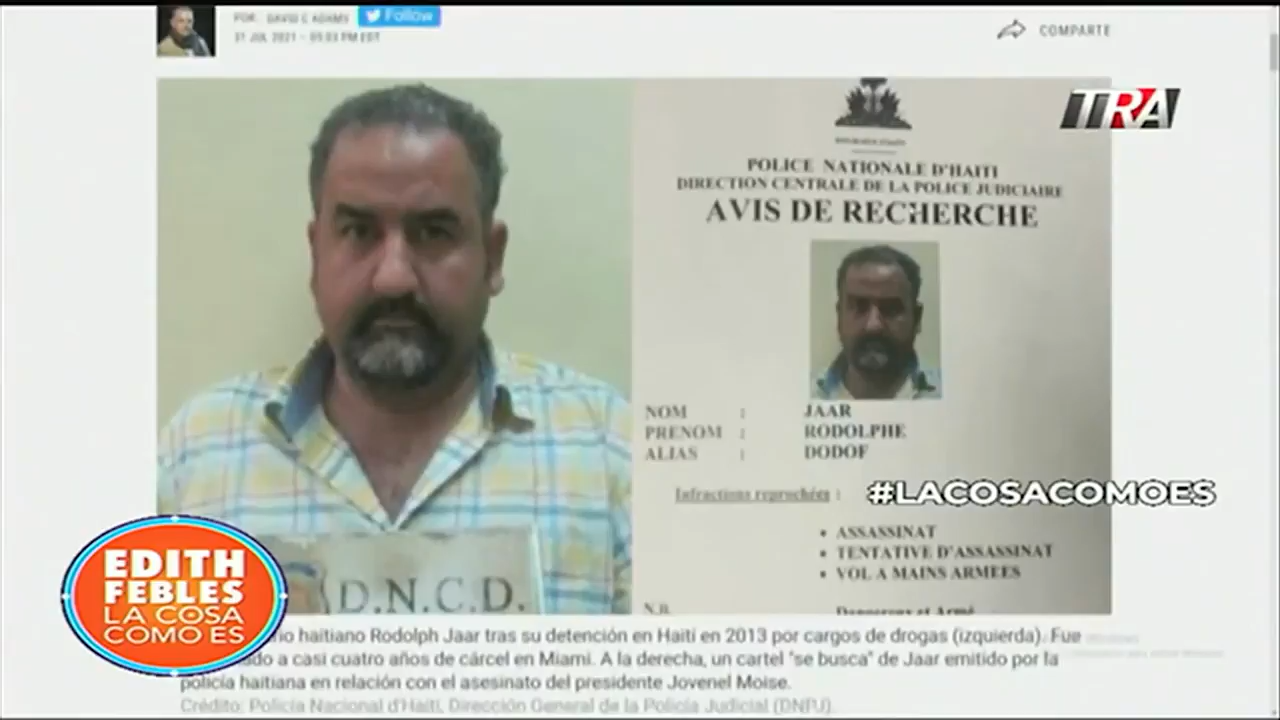 POR: DAVID C ADAMS
Follow
31 JUL 2021 - 05:03 PM EDT
COMPARTE
TRA
POLICE NATIONALE D'HAITI
DIRECTION CENTRALE DE LA POLICE JUDICIAIRE
AVIS DE RECHERCHE
NOM : JAAR
PRENOM : RODOLPHE
ALIAS : DODOF
Infractions reprochées :
#LACOSACOMOES
• ASSASSINAT
• TENTATIVE D'ASSASSINAT
• VOL A MAINS ARMEES
N.B. Dangereux et Armé
D.N.C.D.
EDITH
FEBLES
LA COSA
COMO ES
haitiano Rodolph Jaar tras su detención en Haití en 2013 por cargos de drogas (izquierda). Fue
a casi cuatro años de cárcel en Miami. A la derecha, un cartel "se busca" de Jaar emitido por la
policía haitiana en relación con el asesinato del presidente Jovenel Moise.
Crédito: Policía Nacional d'Haiti, Dirección General de la Policía Judicial (DNPJ).